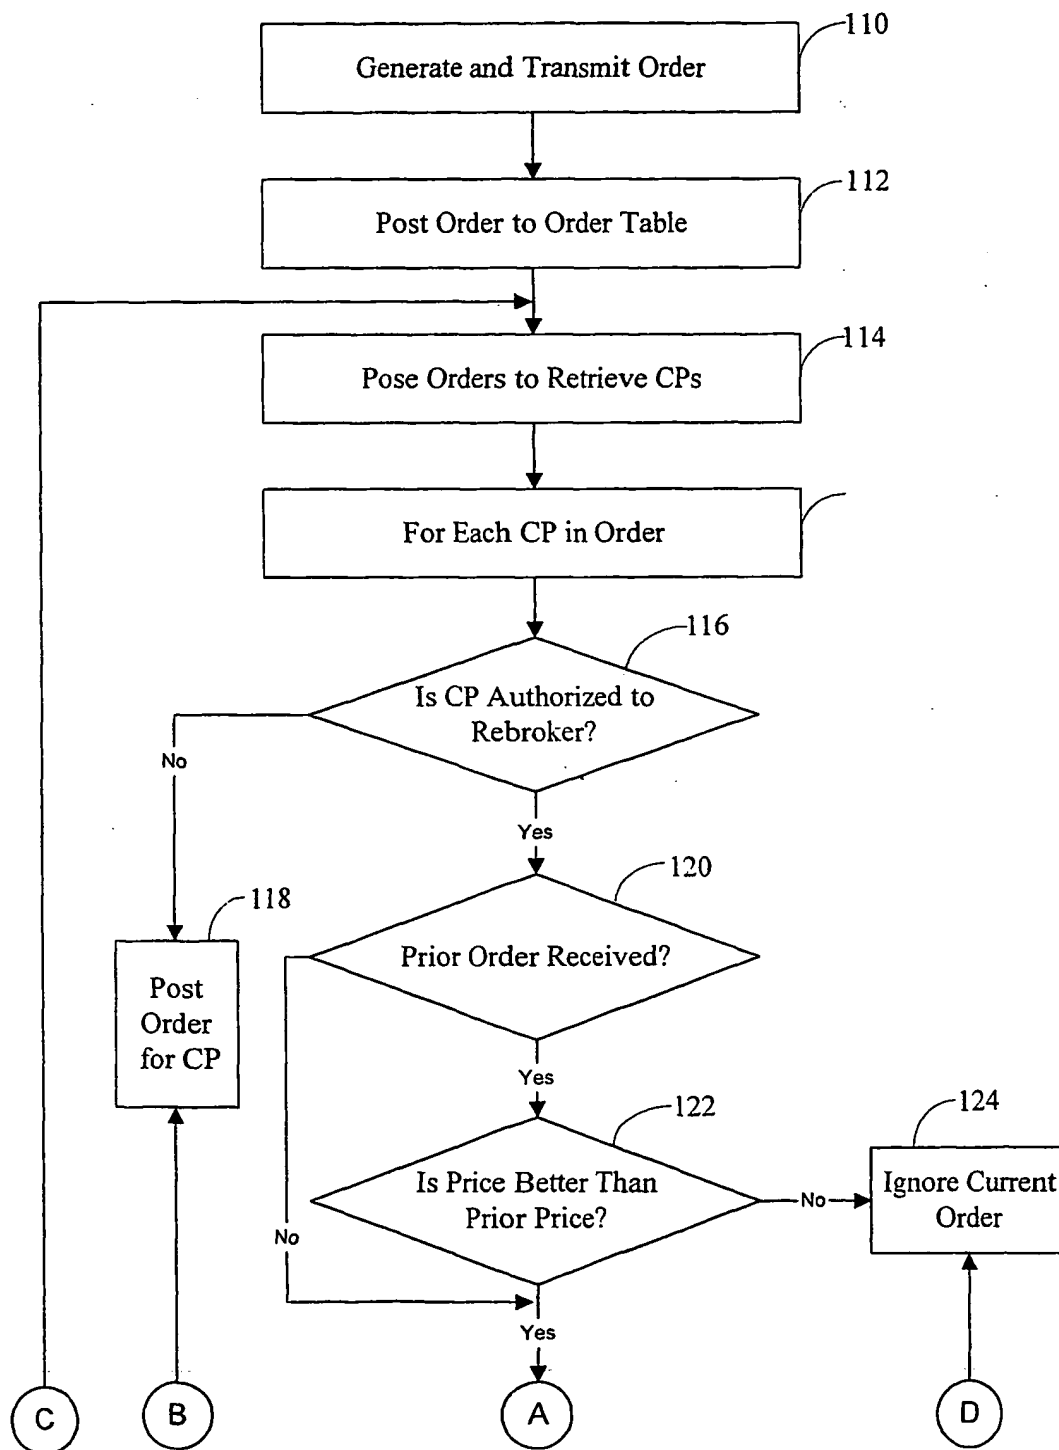 110
Generate and Transmit Order
112
Post Order to Order Table
114
Pose Orders to Retrieve CPs
For Each CP in Order
116
Is CP Authorized to
Rebroker?
No
Yes
120
Prior Order Received?
118
Post
Order
for CP
Yes
122
Is Price Better Than
Prior Price?
No
124
Ignore Current
Order
No
Yes
C
B
A
D